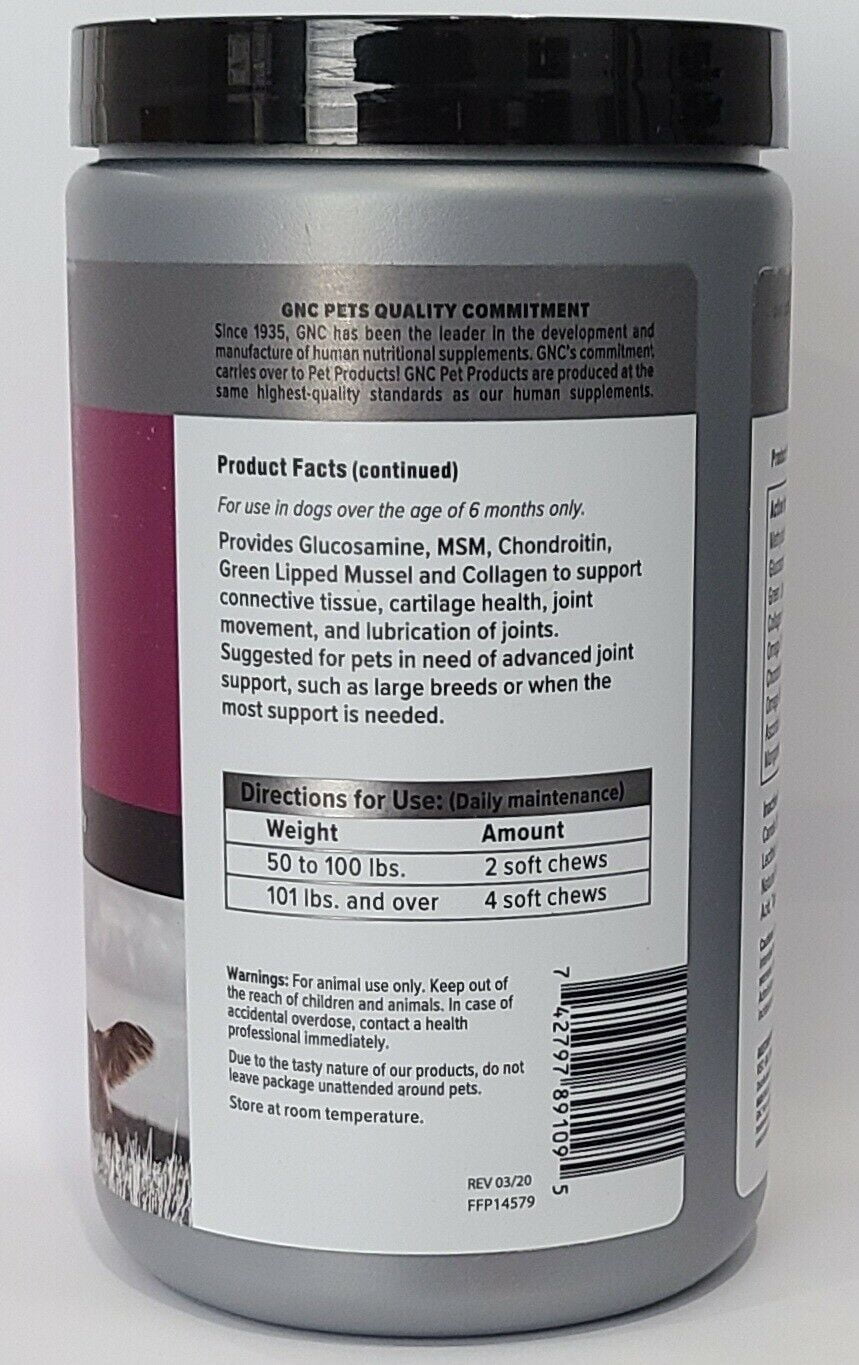 GNC PETS QUALITY COMMITMENT
Since 1935, GNC has been the leader in the development and
manufacture of human nutritional supplements. GNC's commitment
carries over to Pet Products! GNC Pet Products are produced at the
same highest-quality standards as our human supplements.
Product Facts (continued)
For use in dogs over the age of 6 months only.
Provides Glucosamine, MSM, Chondroitin,
Green Lipped Mussel and Collagen to support
connective tissue, cartilage health, joint
movement, and lubrication of joints.
Suggested for pets in need of advanced joint
support, such as large breeds or when the
most support is needed.
Directions for Use: (Daily maintenance)
Weight Amount
50 to 100 lbs. 2 soft chews
101 lbs. and over 4 soft chews
Warnings: For animal use only. Keep out of
the reach of children and animals. In case of
accidental overdose, contact a health
professional immediately.
Due to the tasty nature of our products, do not
leave package unattended around pets.
Store at room temperature.
7 42797 89109 5
REV 03/20
FFP14579